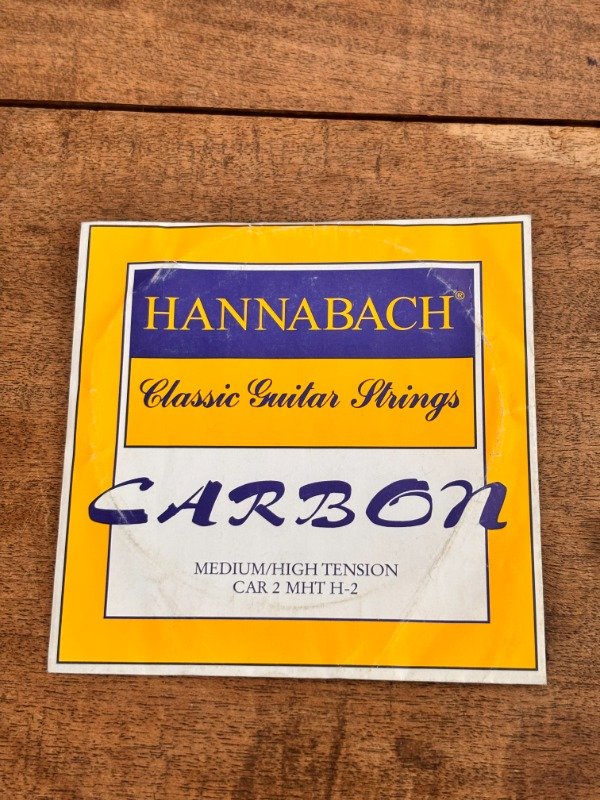 HANNABACH®
Classic Guitar Strings
CARBON
MEDIUM/HIGH TENSION
CAR 2 MHT H-2